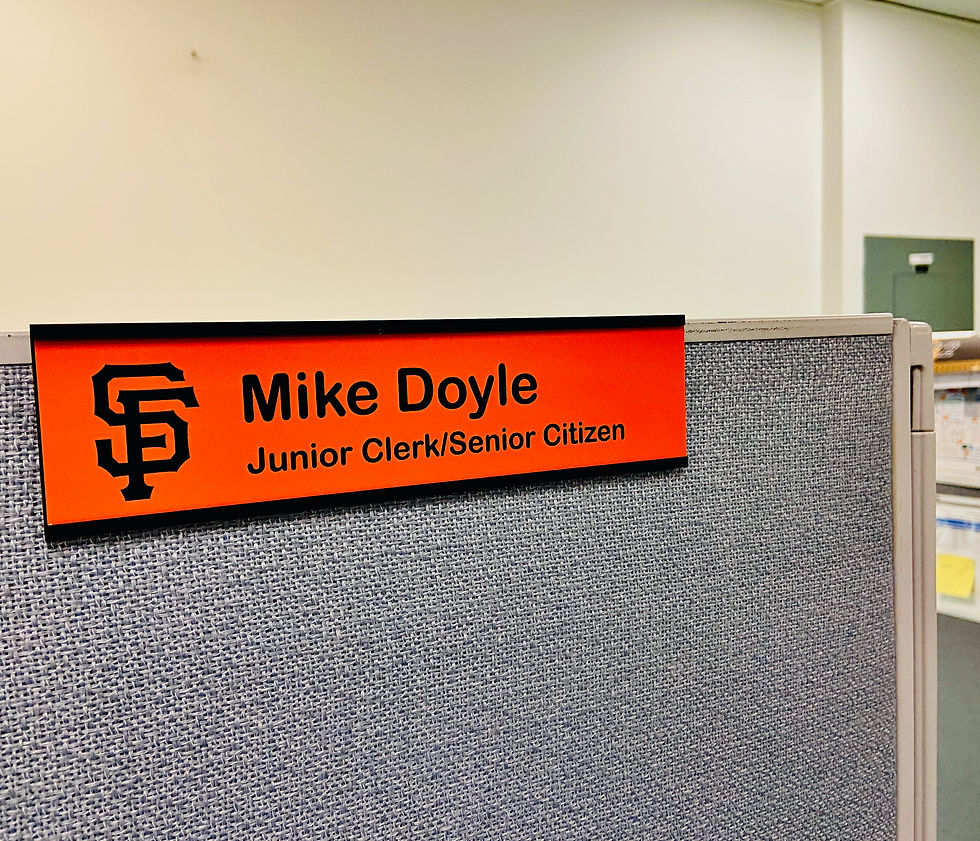 SF
Mike Doyle
Junior Clerk/Senior Citizen